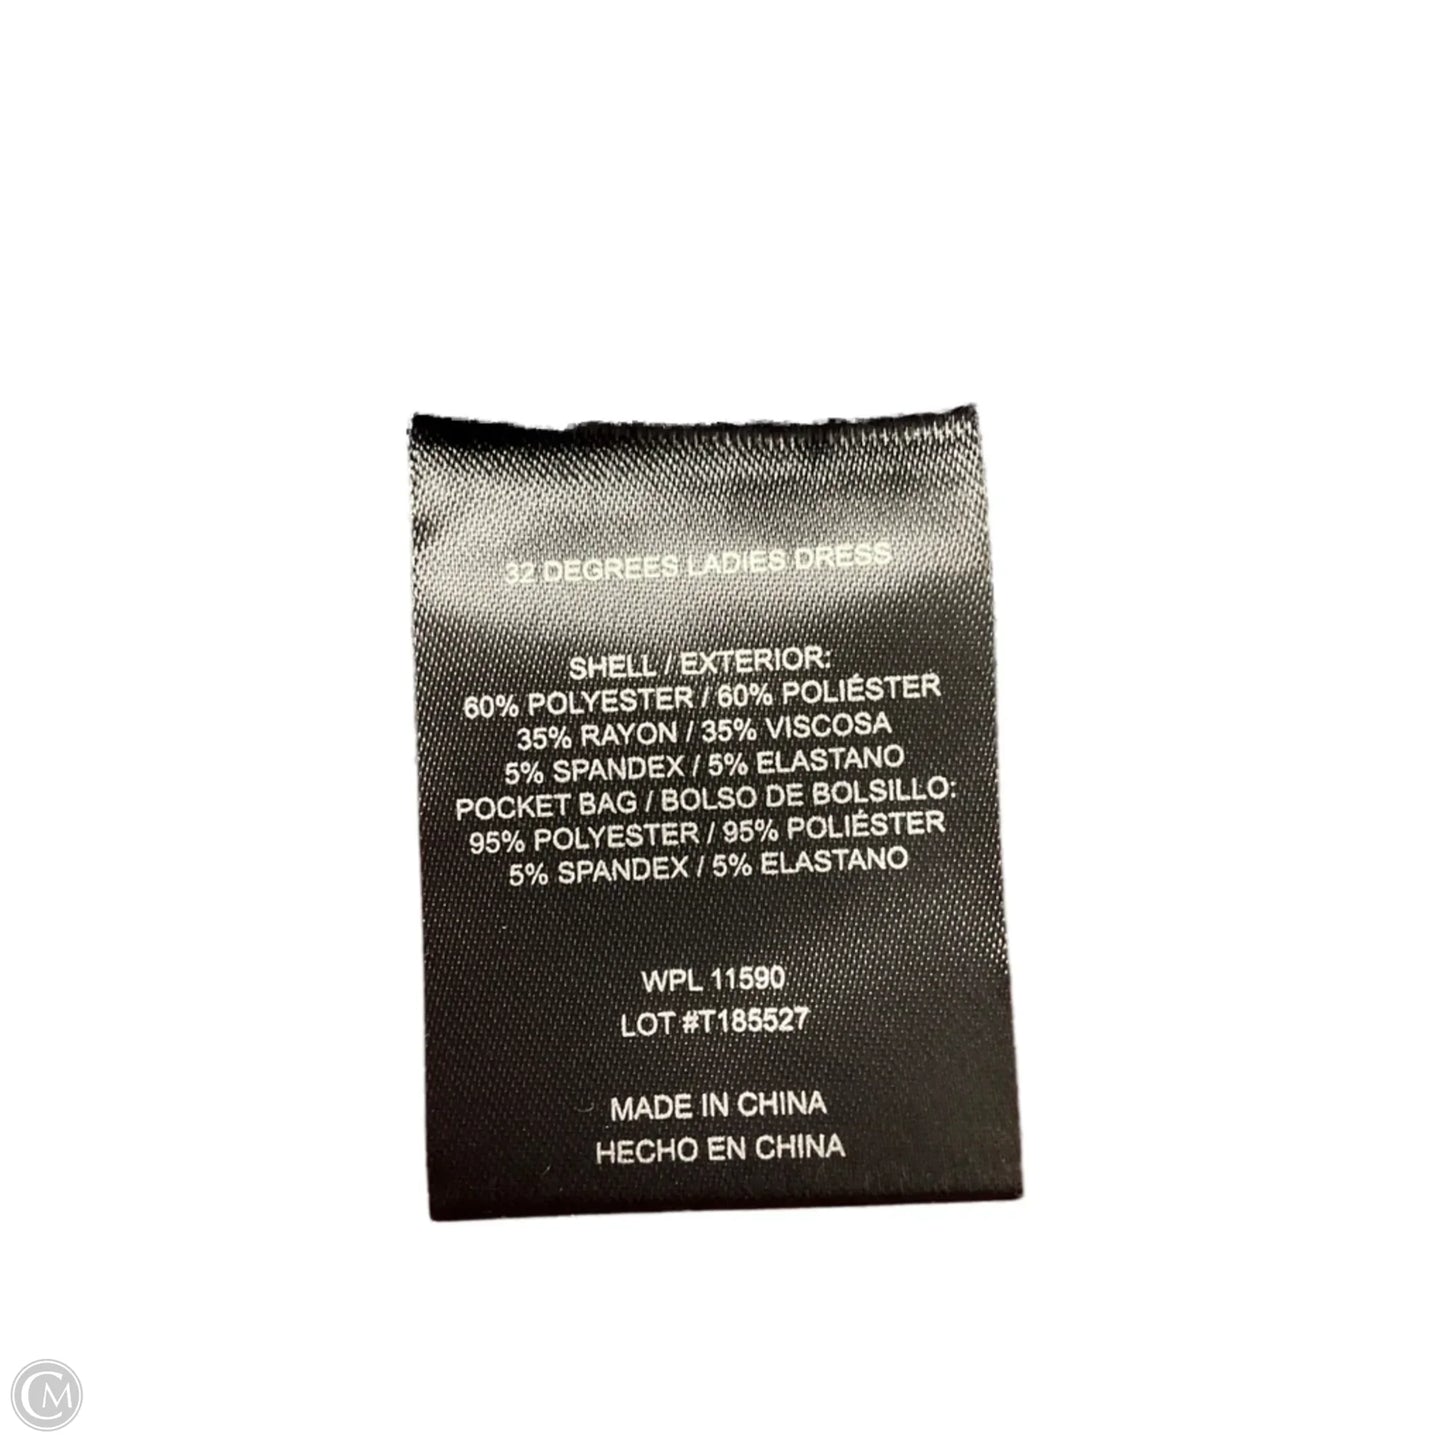 32 DEGREES LADIES DRESS
SHELL / EXTERIOR:
60% POLYESTER / 60% POLIÉSTER
35% RAYON / 35% VISCOSA
5% SPANDEX / 5% ELASTANO
POCKET BAG / BOLSO DE BOLSILLO:
95% POLYESTER / 95% POLIÉSTER
5% SPANDEX / 5% ELASTANO
WPL 11590
LOT #T185527
MADE IN CHINA
HECHO EN CHINA
CM